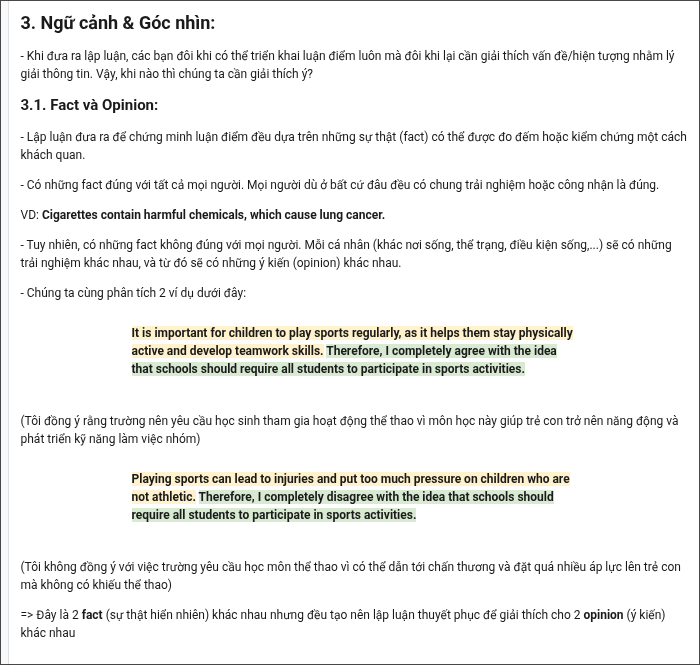 3. Ngữ cảnh & Góc nhìn:
- Khi đưa ra lập luận, các bạn đôi khi có thể triển khai luận điểm luôn mà đôi khi lại cần giải thích vấn đề/hiện tượng nhằm lý
giải thông tin. Vậy, khi nào thì chúng ta cần giải thích ý?
3.1. Fact và Opinion:
- Lập luận đưa ra để chứng minh luận điểm đều dựa trên những sự thật (fact) có thể được đo đếm hoặc kiểm chứng một cách
khách quan.
- Có những fact đúng với tất cả mọi người. Mọi người dù ở bất cứ đâu đều có chung trải nghiệm hoặc công nhận là đúng.
VD: Cigarettes contain harmful chemicals, which cause lung cancer.
- Tuy nhiên, có những fact không đúng với mọi người. Mỗi cá nhân (khác nơi sống, thể trạng, điều kiện sống,...) sẽ có những
trải nghiệm khác nhau, và từ đó sẽ có những ý kiến (opinion) khác nhau.
- Chúng ta cùng phân tích 2 ví dụ dưới đây:
It is important for children to play sports regularly, as it helps them stay physically
active and develop teamwork skills. Therefore, I completely agree with the idea
that schools should require all students to participate in sports activities.
(Tôi đồng ý rằng trường nên yêu cầu học sinh tham gia hoạt động thể thao vì môn học này giúp trẻ con trở nên năng động và
phát triển kỹ năng làm việc nhóm)
Playing sports can lead to injuries and put too much pressure on children who are
not athletic. Therefore, I completely disagree with the idea that schools should
require all students to participate in sports activities.
(Tôi không đồng ý với việc trường yêu cầu học môn thể thao vì có thể dẫn tới chấn thương và đặt quá nhiều áp lực lên trẻ con
mà không có khiếu thể thao)
=> Đây là 2 fact (sự thật hiển nhiên) khác nhau nhưng đều tạo nên lập luận thuyết phục để giải thích cho 2 opinion (ý kiến)
khác nhau